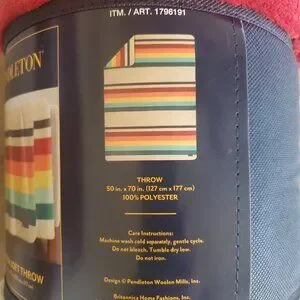 ITM. / ART. 1796191
DLETON
THROW
50 in. x 70 in. (127 cm x 177 cm)
100% POLYESTER
Care Instructions:
Machine wash cold separately, gentle cycle.
Do not bleach. Tumble dry low.
Do not iron.
THROW
Design © Pendleton Woolen Mills, Inc.
Britannica Home Fashions, Inc.